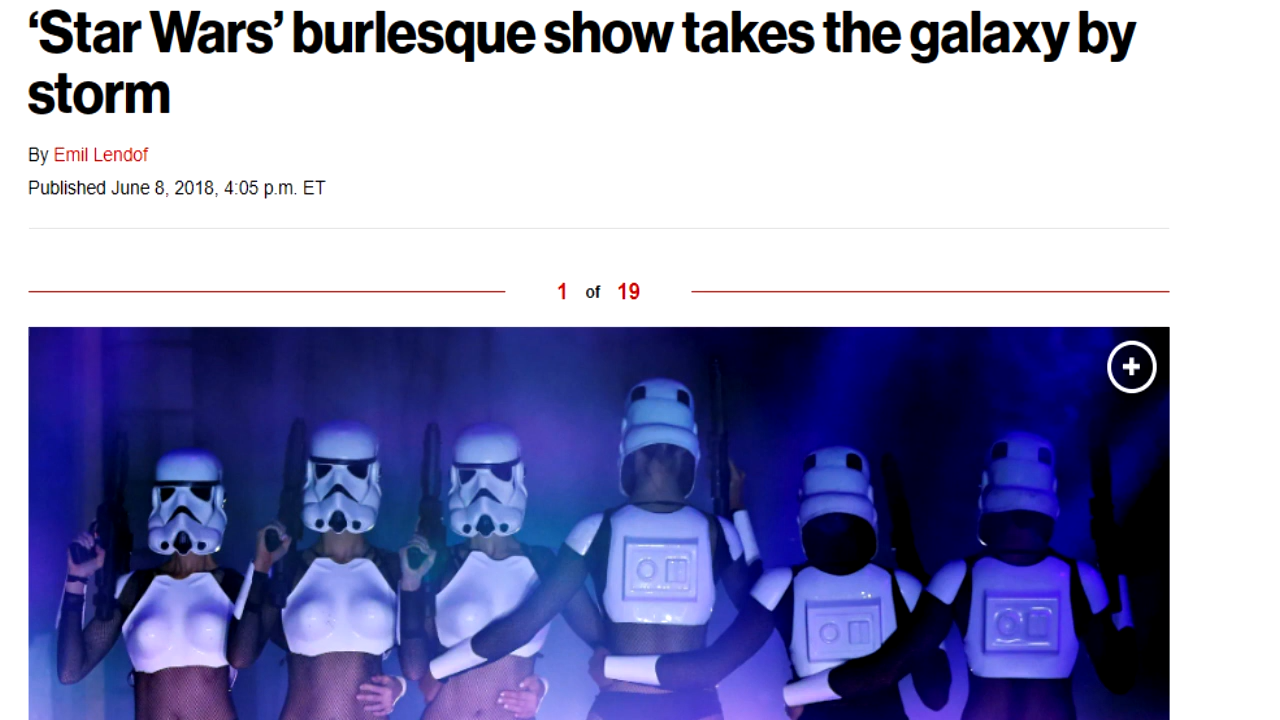 ‘Star Wars’ burlesque show takes the galaxy by
storm
By Emil Lendof
Published June 8, 2018, 4:05 p.m. ET
1 of 19